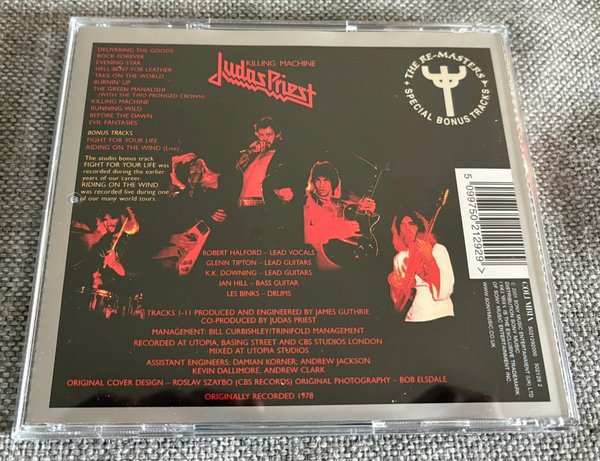 DELIVERING THE GOODS
ROCK FOREVER
EVENING STAR
HELL BENT FOR LEATHER
TAKE ON THE WORLD
BURNIN' UP
THE GREEN MANALISHI
(WITH THE TWO-PRONGED CROWN)
KILLING MACHINE
RUNNING WILD
BEFORE THE DAWN
EVIL FANTASIES
BONUS TRACKS
FIGHT FOR YOUR LIFE
RIDING ON THE WIND (Live)
The studio bonus track
FIGHT FOR YOUR LIFE was
recorded during the earlier
years of our career.
RIDING ON THE WIND
was recorded live during one
of our many world tours
KILLING MACHINE
Judas Priest
• THE RE-MASTERS •
SPECIAL BONUS TRACKS
5 099750 212929 >
ROBERT HALFORD – LEAD VOCALS
GLENN TIPTON – LEAD GUITARS
K.K. DOWNING – LEAD GUITARS
IAN HILL – BASS GUITAR
LES BINKS – DRUMS
TRACKS 1-11 PRODUCED AND ENGINEERED BY JAMES GUTHRIE
CO-PRODUCED BY JUDAS PRIEST
MANAGEMENT: BILL CURBISHLEY/TRINIFOLD MANAGEMENT
RECORDED AT UTOPIA, BASING STREET AND CBS STUDIOS LONDON
MIXED AT UTOPIA STUDIOS
ASSISTANT ENGINEERS: DAMIAN KORNER; ANDREW JACKSON
KEVIN DALLIMORE, ANDREW CLARK
ORIGINAL COVER DESIGN – ROSLAV SZAYBO (CBS RECORDS) ORIGINAL PHOTOGRAPHY – BOB ELSDALE
ORIGINALLY RECORDED 1978
COLUMBIA
WWW.SONYMUSIC.CO.UK